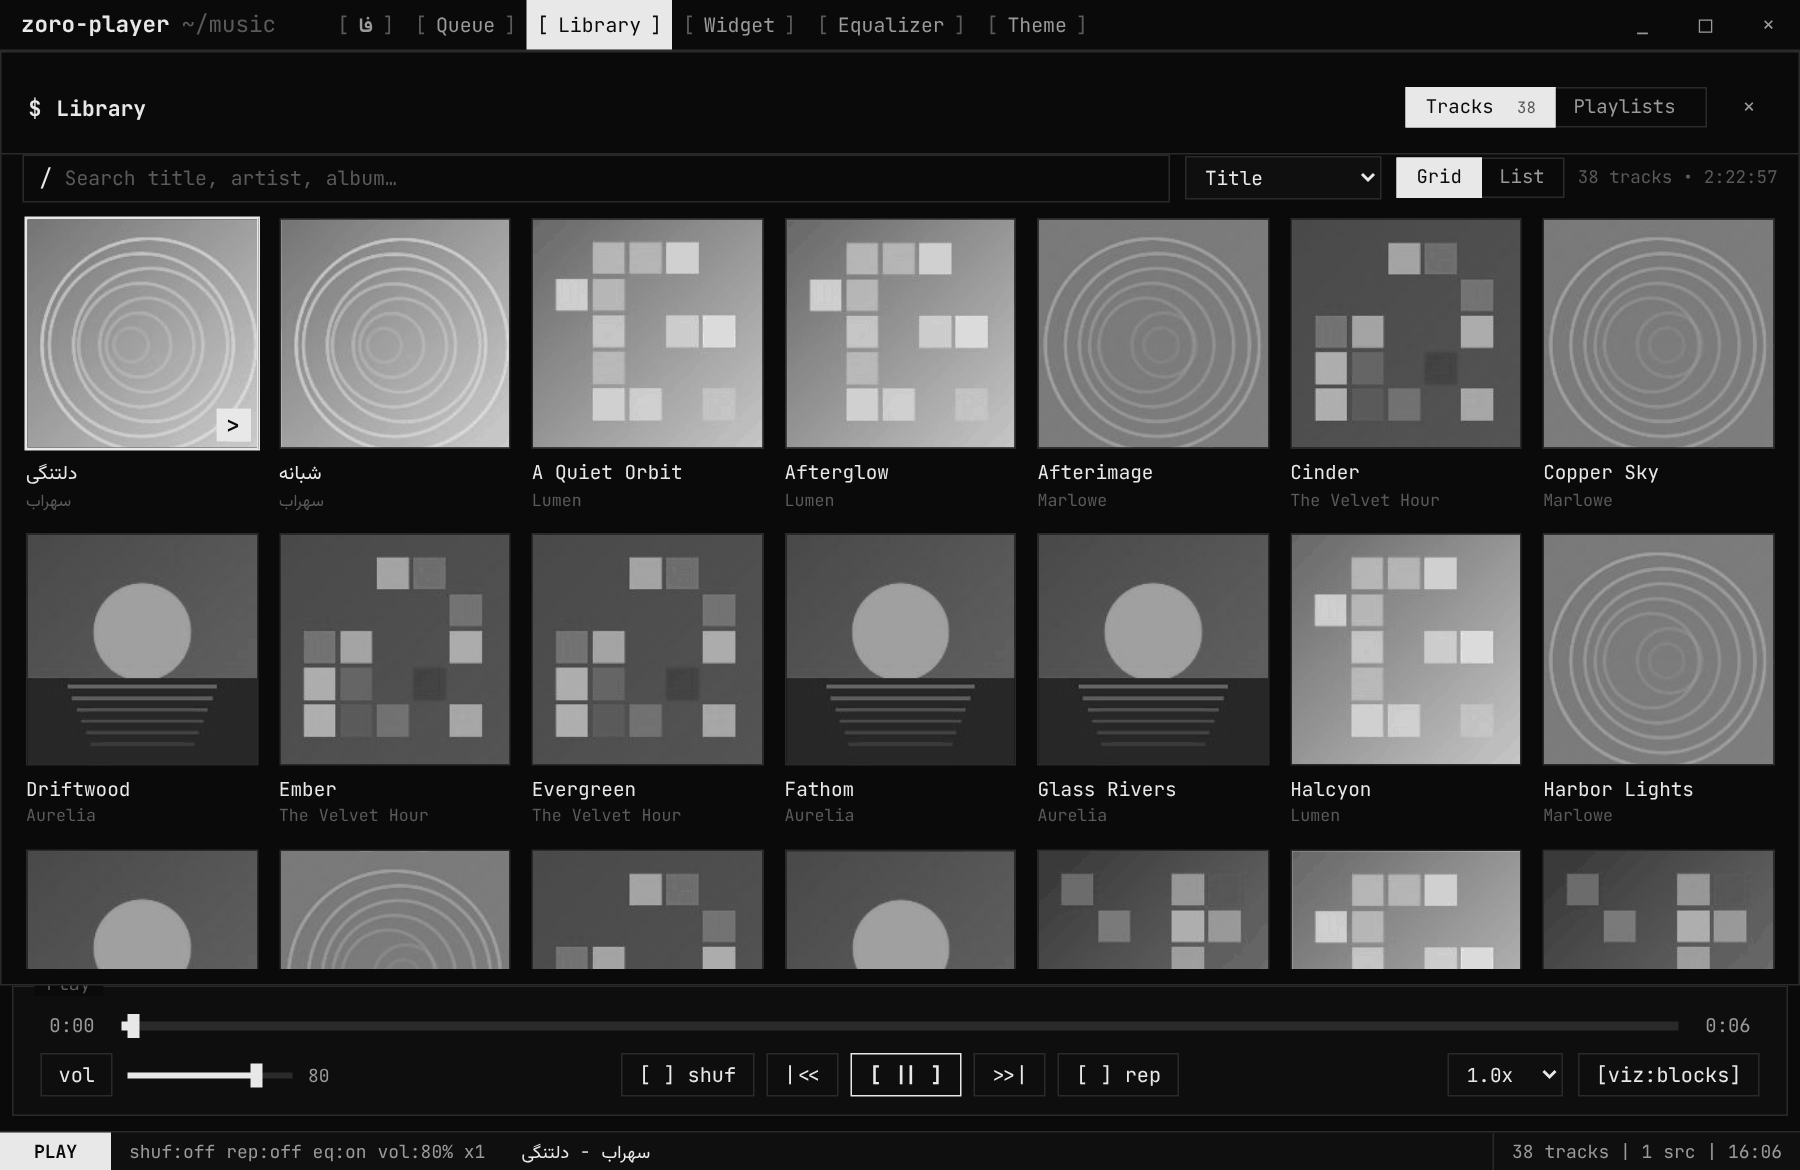 zoro-player ~/music [ فا ] [ Queue ] [ Library ] [ Widget ] [ Equalizer ] [ Theme ] _ □ ×
$ Library Tracks 38 Playlists ×
/ Search title, artist, album… Title Grid List 38 tracks • 2:22:57
>
دلتنگی شبانه A Quiet Orbit Afterglow Afterimage Cinder Copper Sky
سهراب سهراب Lumen Lumen Marlowe The Velvet Hour Marlowe
Driftwood Ember Evergreen Fathom Glass Rivers Halcyon Harbor Lights
Aurelia The Velvet Hour The Velvet Hour Aurelia Aurelia Lumen Marlowe
Play
0:00 0:06
vol 80 [ ] shuf |<< [ || ] >>| [ ] rep 1.0x [viz:blocks]
PLAY shuf:off rep:off eq:on vol:80% x1 سهراب - دلتنگی 38 tracks | 1 src | 16:06